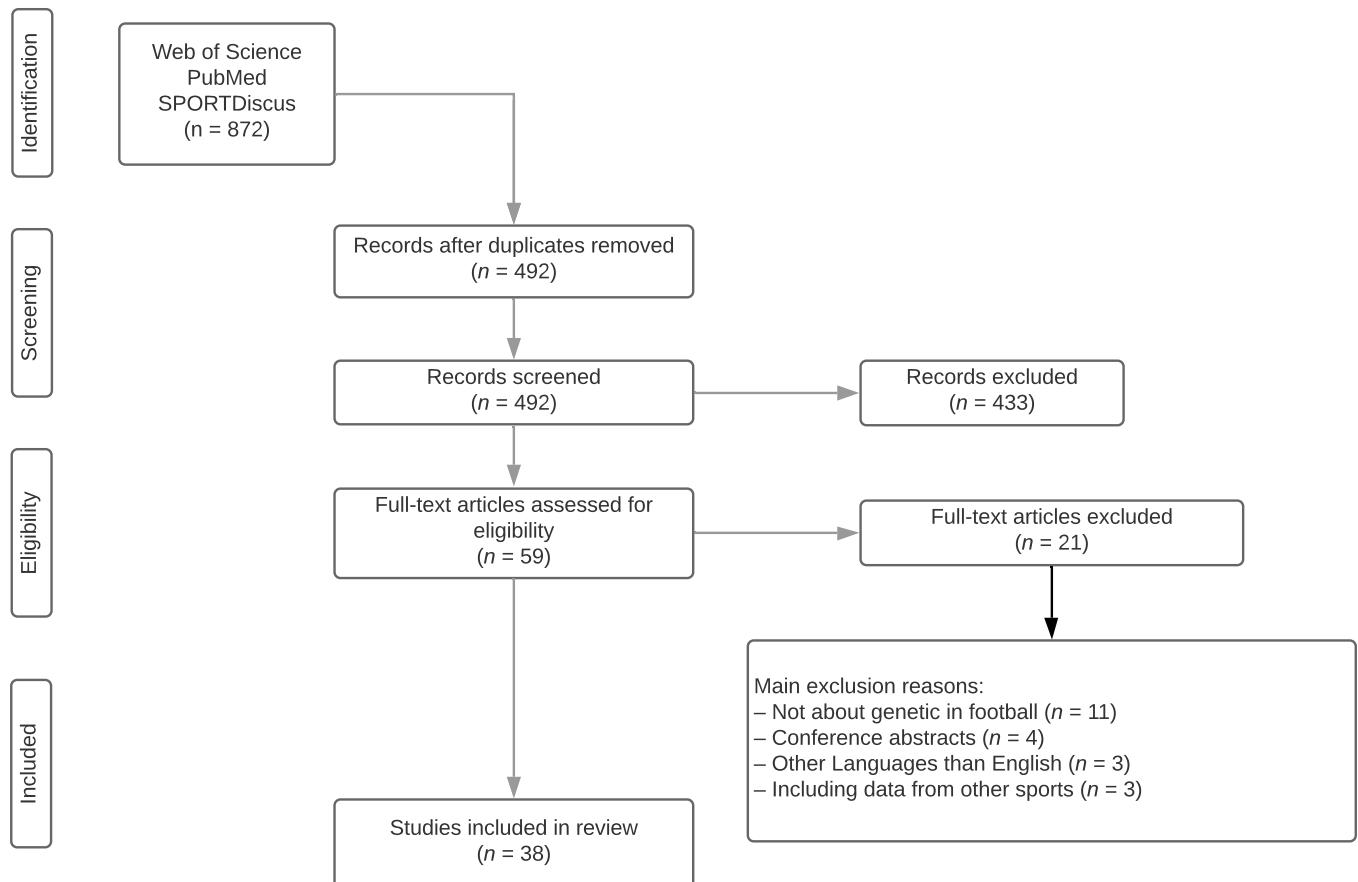 Identification
Web of Science
PubMed
SPORTDiscus
(n = 872)
Screening
Records after duplicates removed
(n = 492)
Records screened
(n = 492)
Records excluded
(n = 433)
Eligibility
Full-text articles assessed for
eligibility
(n = 59)
Full-text articles excluded
(n = 21)
Main exclusion reasons:
– Not about genetic in football (n = 11)
– Conference abstracts (n = 4)
– Other Languages than English (n = 3)
– Including data from other sports (n = 3)
Included
Studies included in review
(n = 38)